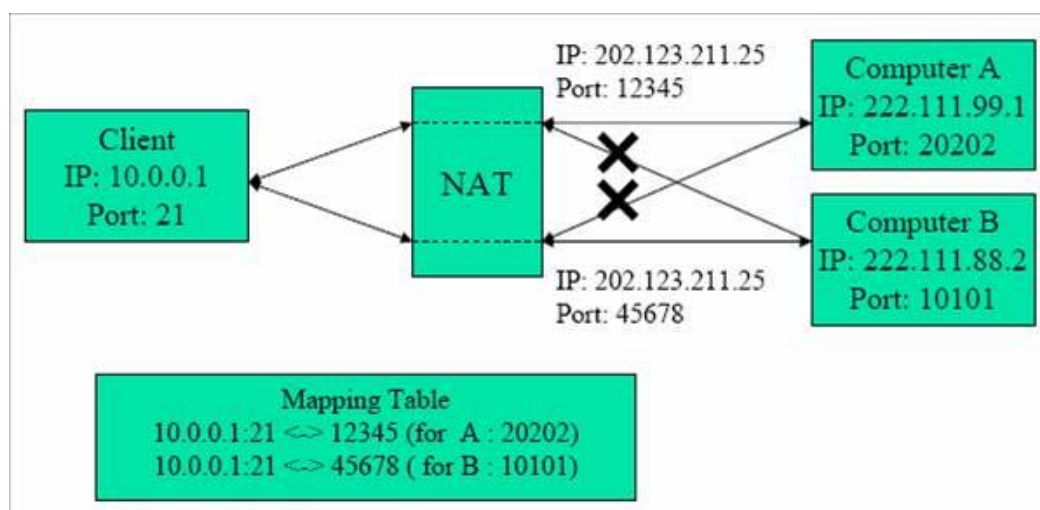 Client
IP: 10.0.0.1
Port: 21
NAT
IP: 202.123.211.25
Port: 12345
IP: 202.123.211.25
Port: 45678
Computer A
IP: 222.111.99.1
Port: 20202
Computer B
IP: 222.111.88.2
Port: 10101
Mapping Table
10.0.0.1:21 <-> 12345 (for A : 20202)
10.0.0.1:21 <-> 45678 ( for B : 10101)